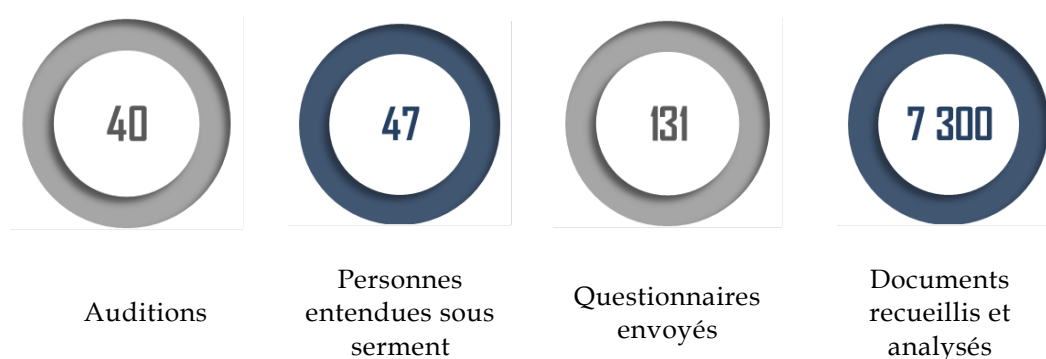 40
47
131
7 300
Auditions
Personnes
entendues sous
serment
Questionnaires
envoyés
Documents
recueillis et
analysés